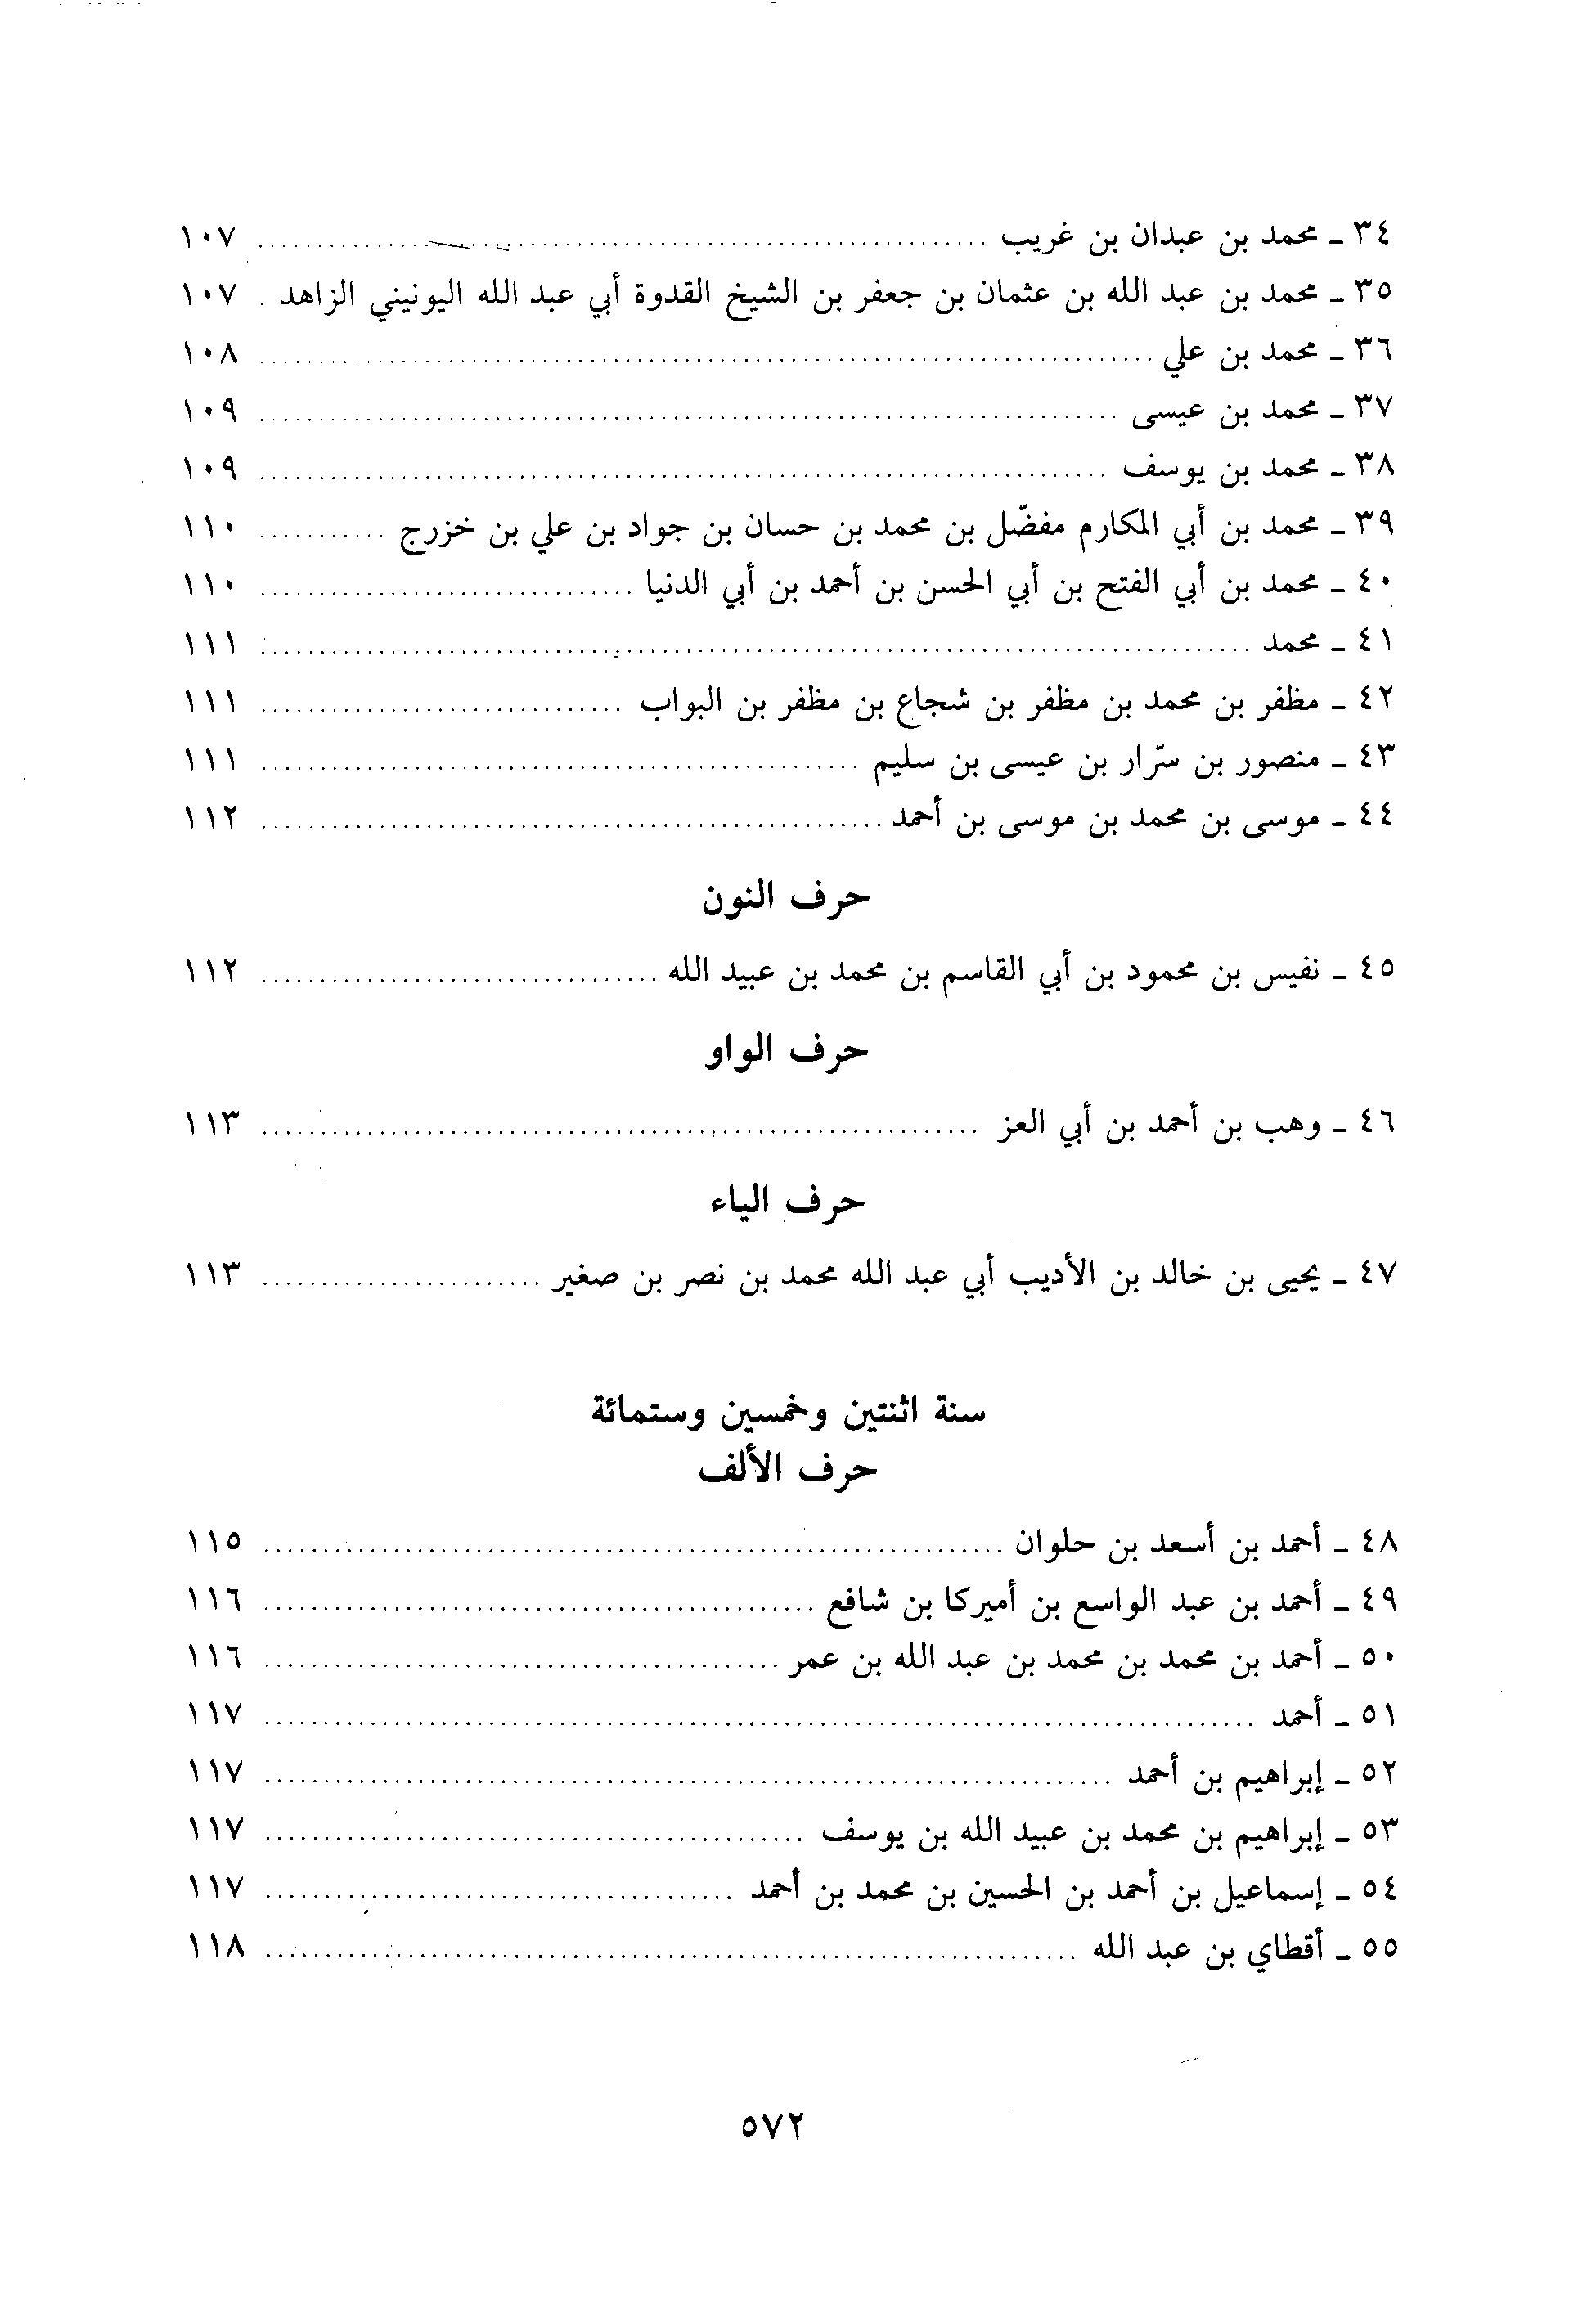 ٣٤ ـ محمد بن عبدان بن غريب ........ ١٠٧
٣٥ ـ محمد بن عبد الله بن عثمان بن جعفر بن الشيخ القدوة أبي عبد الله اليونيني الزاهد . ١٠٧
٣٦ ـ محمد بن علي ........ ١٠٨
٣٧ ـ محمد بن عيسى ........ ١٠٩
٣٨ ـ محمد بن يوسف ........ ١٠٩
٣٩ ـ محمد بن أبي المكارم مفضّل بن محمد بن حسان بن جواد بن علي بن خزرج ........ ١١٠
٤٠ ـ محمد بن أبي الفتح بن أبي الحسن بن أحمد بن أبي الدنيا ........ ١١٠
٤١ ـ محمد ........ ١١١
٤٢ ـ مظفر بن محمد بن مظفر بن شجاع بن مظفر بن البواب ........ ١١١
٤٣ ـ منصور بن سرّار بن عيسى بن سليم ........ ١١١
٤٤ ـ موسى بن محمد بن موسى بن أحمد ........ ١١٢
حرف النون
٤٥ ـ نفيس بن محمود بن أبي القاسم بن محمد بن عبيد الله ........ ١١٢
حرف الواو
٤٦ ـ وهب بن أحمد بن أبي العز ........ ١١٣
حرف الياء
٤٧ ـ يحيى بن خالد بن الأديب أبي عبد الله محمد بن نصر بن صغير ........ ١١٣
سنة اثنتين وخمسين وستمائة
حرف الألف
٤٨ ـ أحمد بن أسعد بن حلوان ........ ١١٥
٤٩ ـ أحمد بن عبد الواسع بن أميركا بن شافع ........ ١١٦
٥٠ ـ أحمد بن محمد بن محمد بن عبد الله بن عمر ........ ١١٦
٥١ ـ أحمد ........ ١١٧
٥٢ ـ إبراهيم بن أحمد ........ ١١٧
٥٣ ـ إبراهيم بن محمد بن عبيد الله بن يوسف ........ ١١٧
٥٤ ـ إسماعيل بن أحمد بن الحسين بن محمد بن أحمد ........ ١١٧
٥٥ ـ أقطاي بن عبد الله ........ ١١٨
٥٧٢